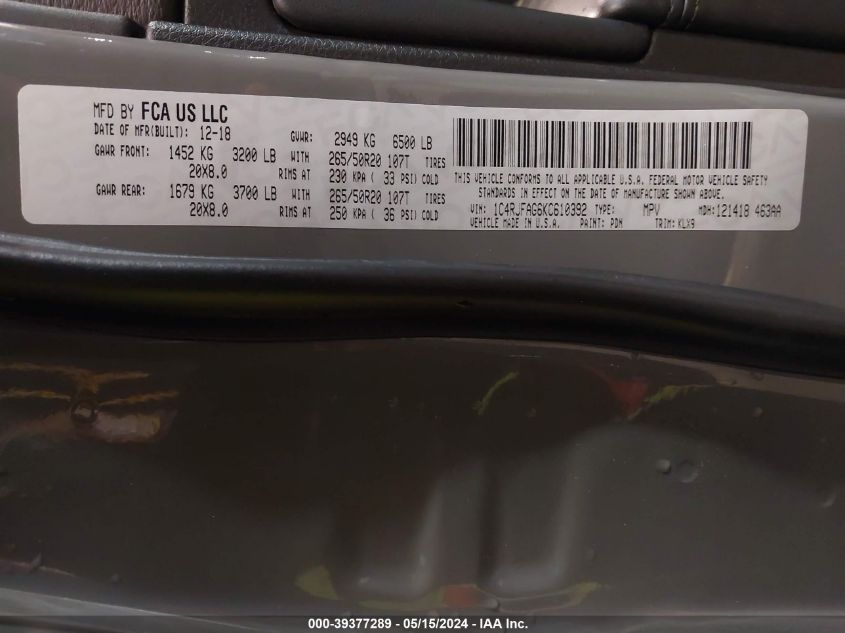 MFD BY FCA US LLC
DATE OF MFR(BUILT): 12-18 GVWR: 2949 KG 6500 LB
GAWR FRONT: 1452 KG 3200 LB WITH 265/50R20 107T TIRES
20X8.0 RIMS AT 230 KPA ( 33 PSI) COLD
GAWR REAR: 1679 KG 3700 LB WITH 265/50R20 107T TIRES
20X8.0 RIMS AT 250 KPA ( 36 PSI) COLD
THIS VEHICLE CONFORMS TO ALL APPLICABLE U.S.A. FEDERAL MOTOR VEHICLE SAFETY
STANDARDS IN EFFECT ON THE DATE OF MANUFACTURE SHOWN ABOVE.
VIN: 1C4RJFAG6KC610392 TYPE: MPV MDH: 121418 463AA
VEHICLE MADE IN U.S.A. PAINT: PDN TRIM: KLX9
000-39377289 - 05/15/2024 - IAA Inc.